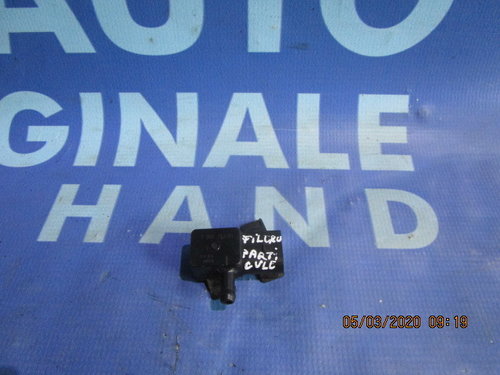 AUTO
GINALE
HAND
FILTRU
PARTI
CULE
05/03/2020 09:19